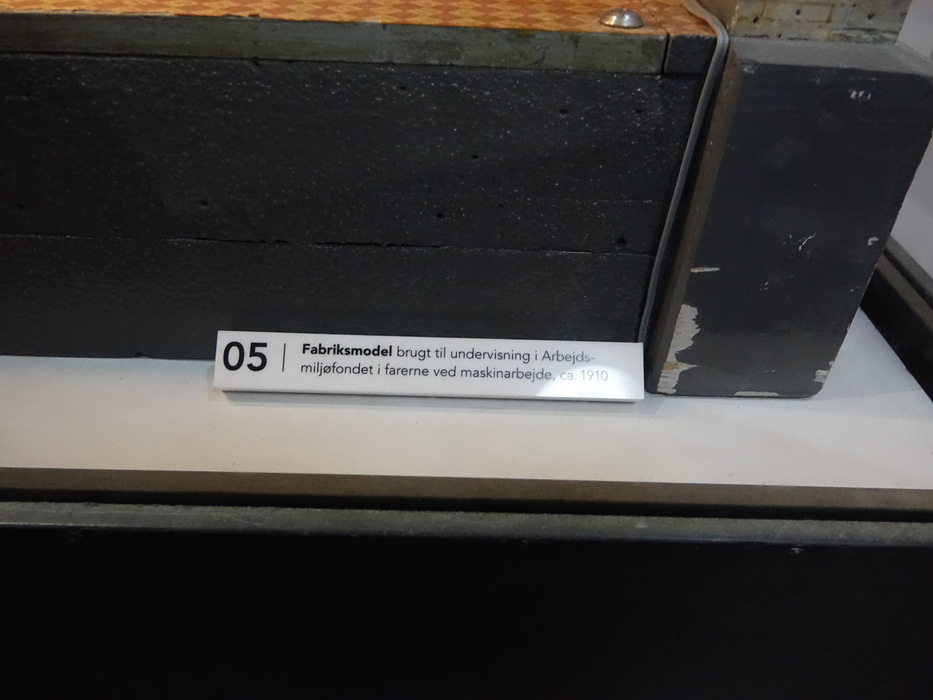 05 | Fabriksmodel brugt til undervisning i Arbejds-
miljøfondet i farerne ved maskinarbejde, ca. 1910